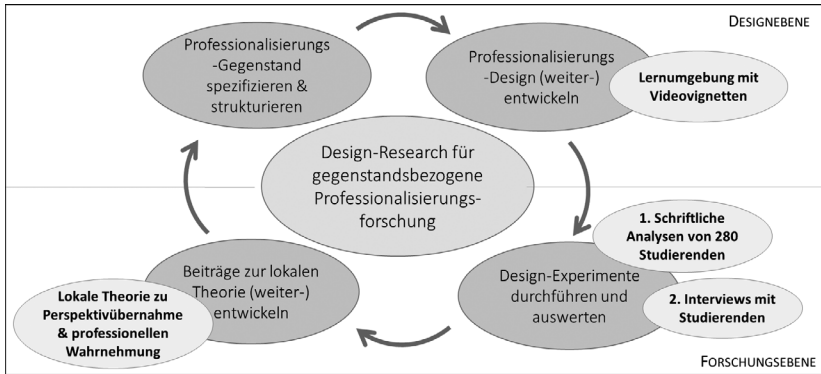 DESIGNEBENE
Professionalisierungs
-Gegenstand
spezifizieren &
strukturieren
Professionalisierungs
-Design (weiter-)
entwickeln
Lernumgebung mit
Videovignetten
Design-Research für
gegenstandsbezogene
Professionalisierungs-
forschung
1. Schriftliche
Analysen von 280
Studierenden
Design-Experimente
durchführen und
auswerten
2. Interviews mit
Studierenden
Beiträge zur lokalen
Theorie (weiter-)
entwickeln
Lokale Theorie zu
Perspektivübernahme
& professionellen
Wahrnehmung
FORSCHUNGSEBENE